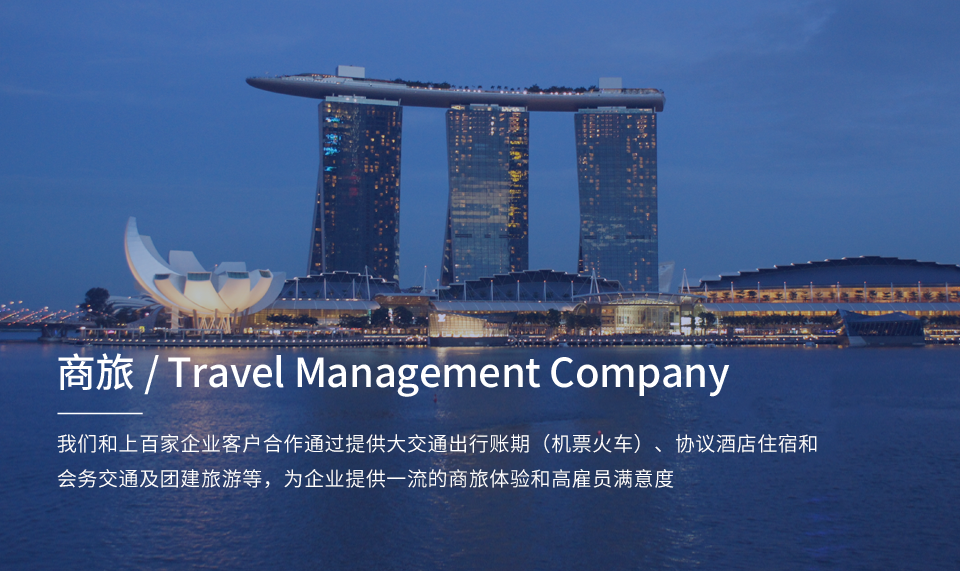 商旅 / Travel Management Company
我们和上百家企业客户合作通过提供大交通出行账期（机票火车）、协议酒店住宿和
会务交通及团建旅游等，为企业提供一流的商旅体验和高雇员满意度